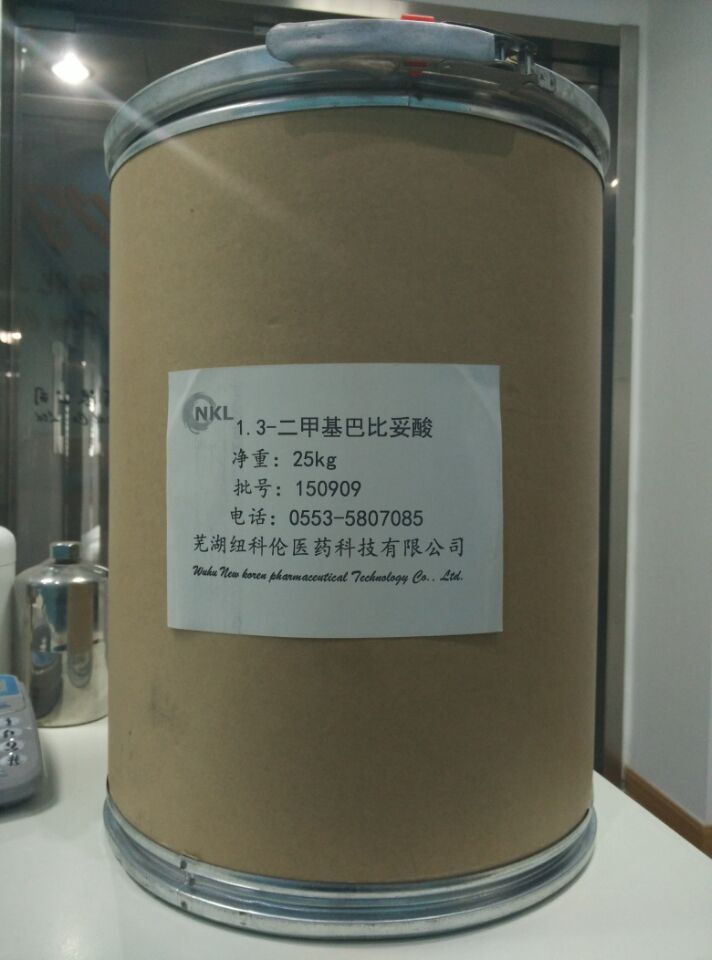 NKL
1.3-二甲基巴比妥酸
净重：25kg
批号：150909
电话：0553-5807085
芜湖纽科伦医药科技有限公司
Wuhu New koren pharmaceutical Technology Co., Ltd.